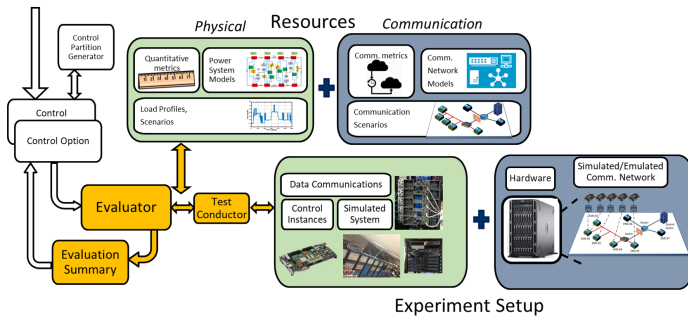 Physical
Resources
Communication
Control
Partition
Generator
Quantitative
metrics
Power
System
Models
Load Profiles,
Scenarios
Comm. metrics
Comm.
Network
Models
Communication
Scenarios
Control
Control Option
Evaluator
Test
Conductor
Evaluation
Summary
Data Communications
Control
Instances
Simulated
System
Hardware
Simulated/Emulated
Comm. Network
Experiment Setup